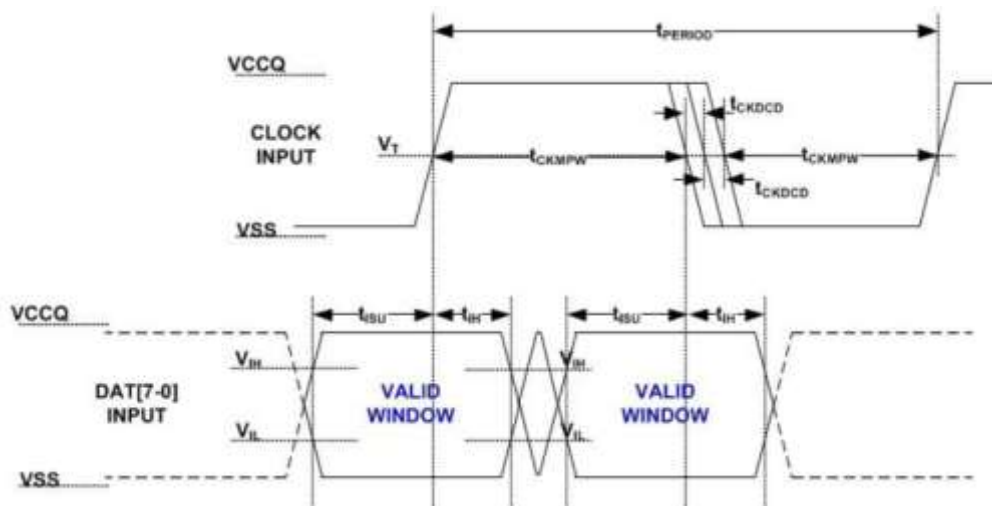 tPERIOD
VCCQ
tCKDCD
CLOCK
INPUT
VT
tCKMPW
tCKMPW
tCKDCD
VSS
VCCQ
tISU
tIH
tISU
tIH
VIH
VIH
DAT[7-0]
INPUT
VALID
WINDOW
VALID
WINDOW
VIL
VIL
VSS